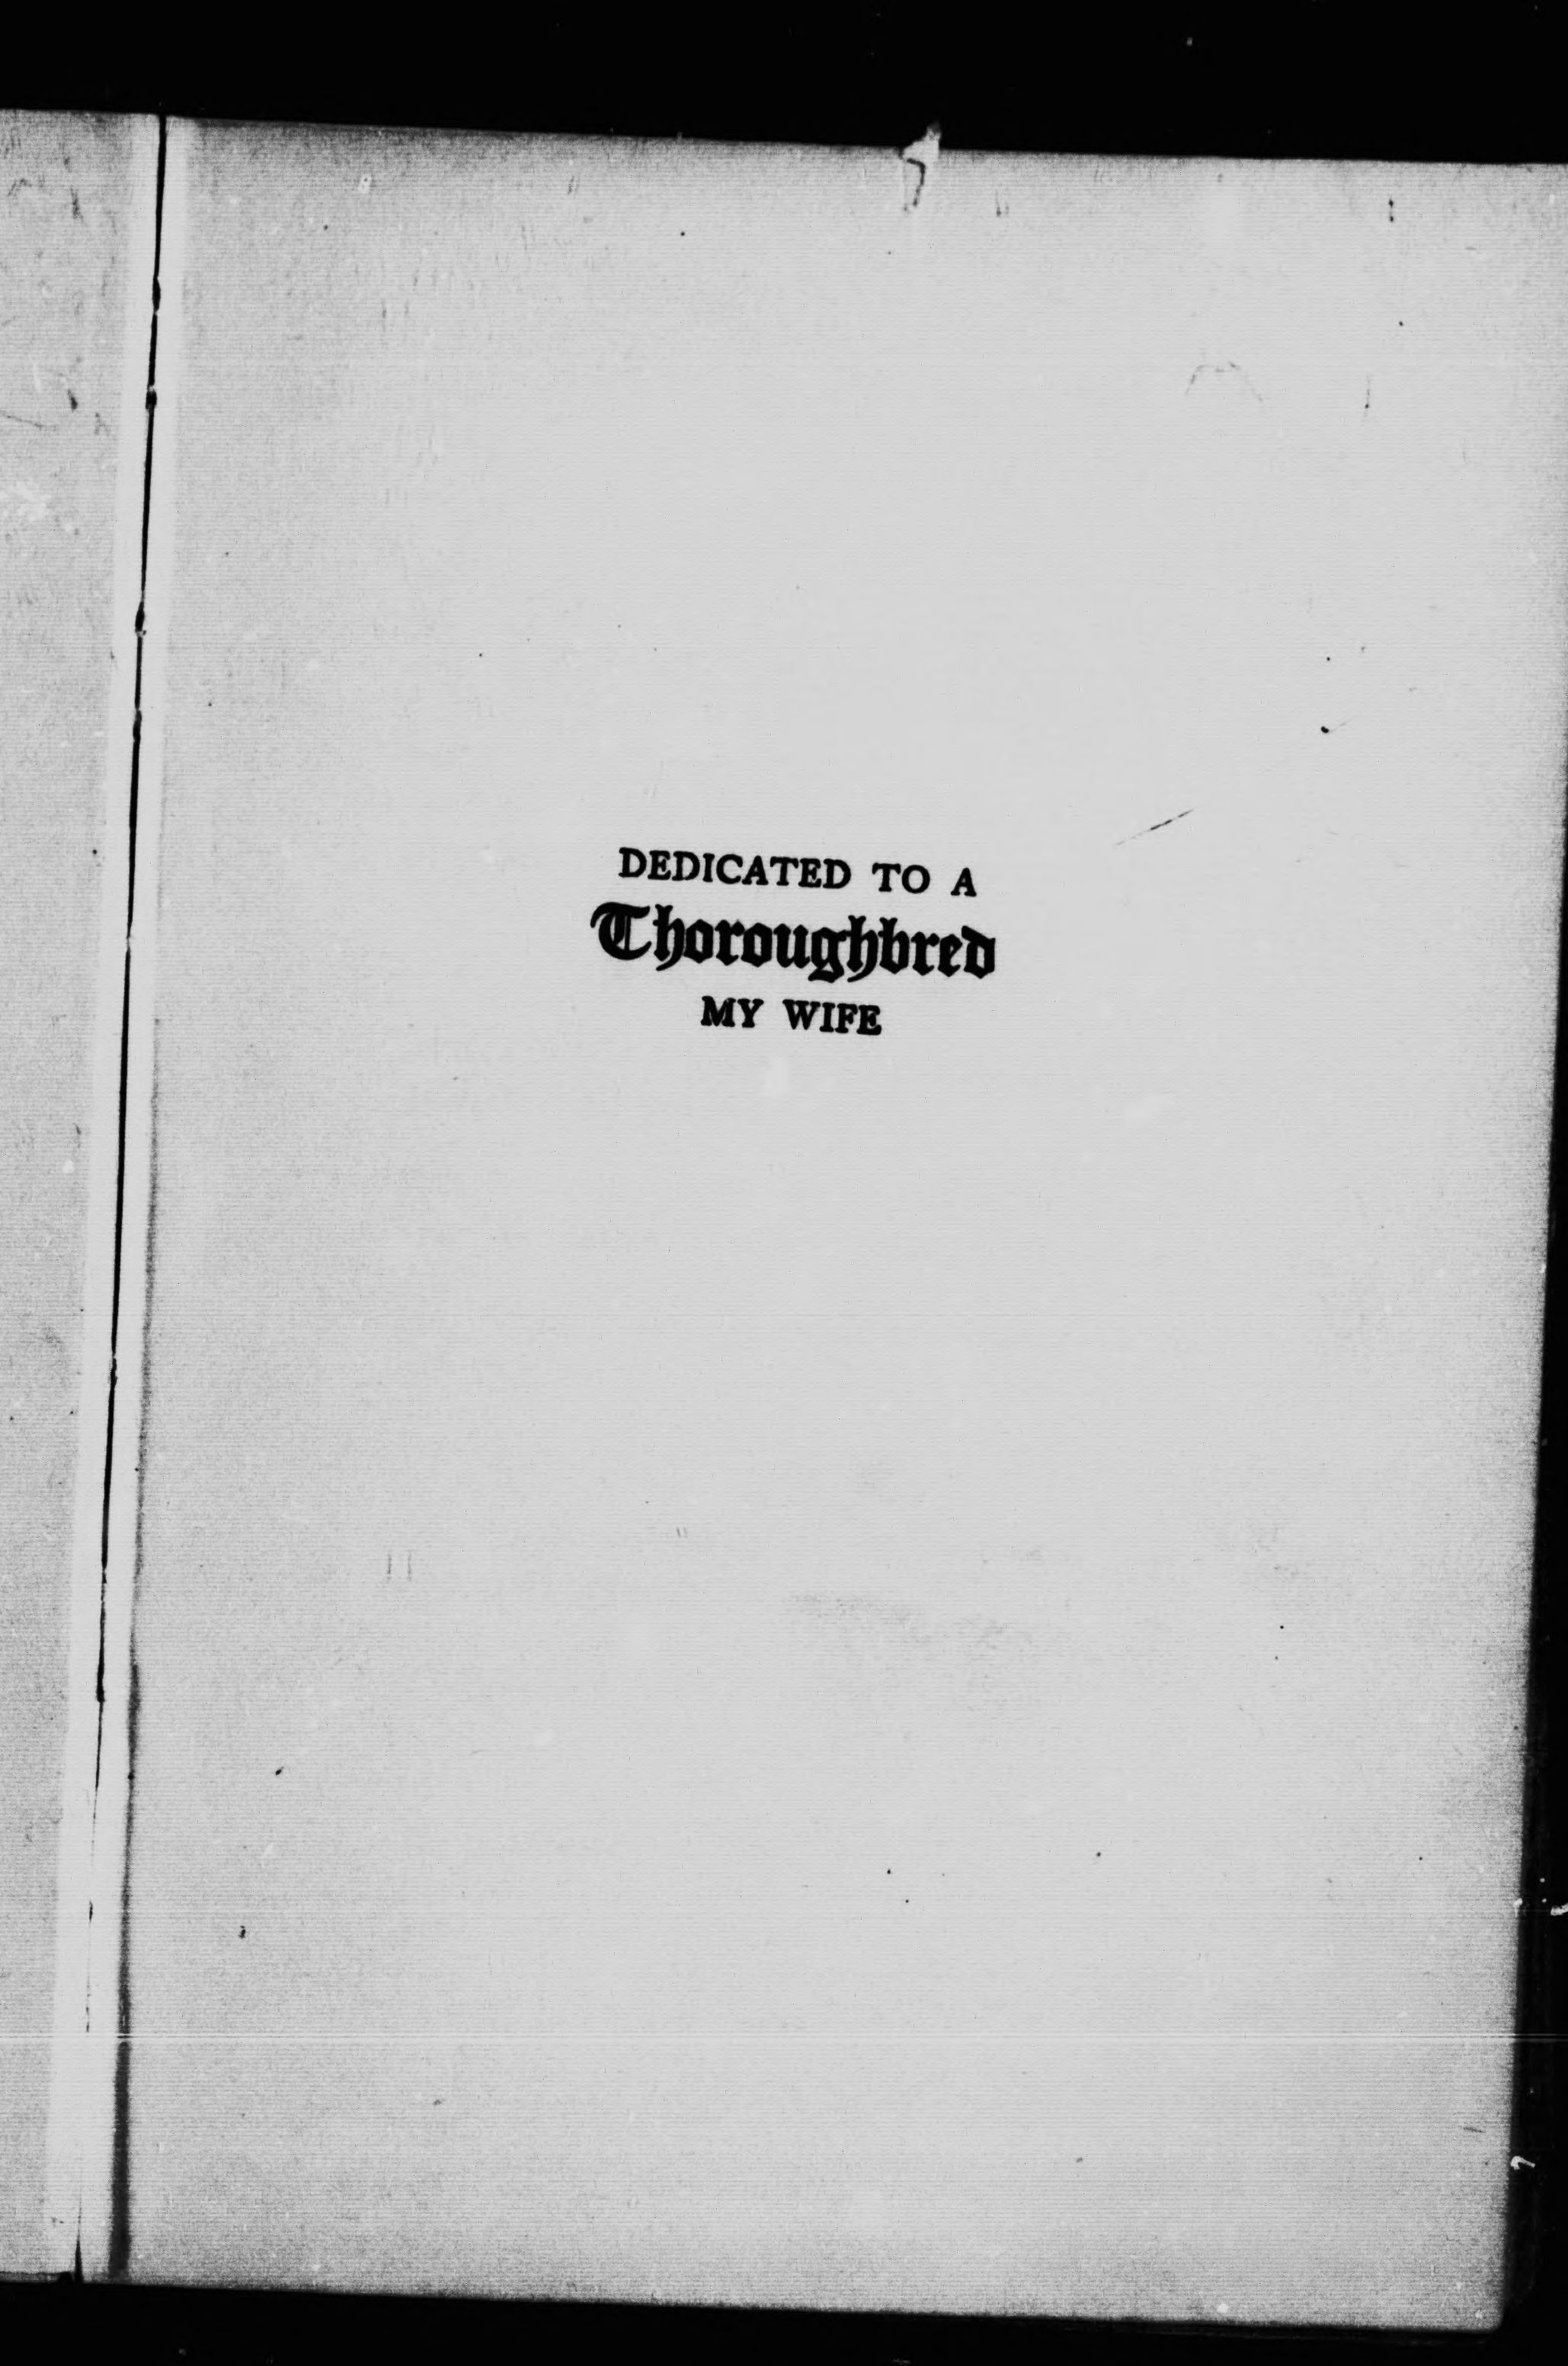 DEDICATED TO A
Thoroughbred
MY WIFE